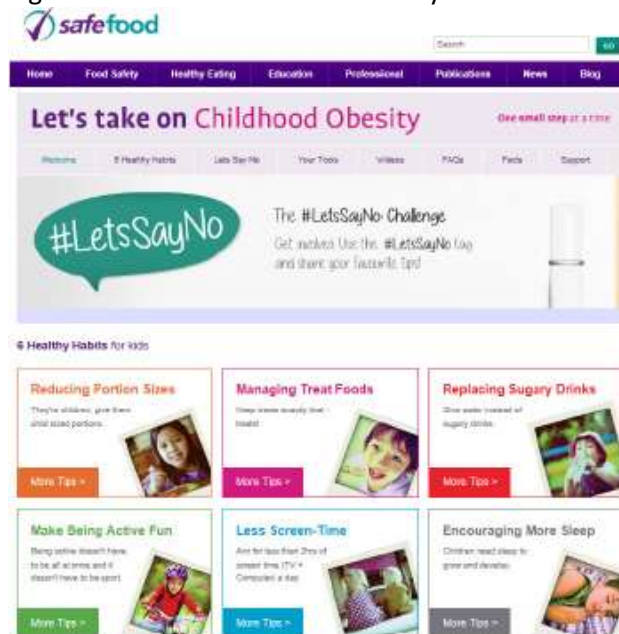 safefood
Search
GO
Home Food Safety Healthy Eating Education Professional Publications News Blog
Let's take on Childhood Obesity
One small step at a time
Welcome 6 Healthy Habits Lets Say No Your Tools Videos FAQs Facts Support
#LetsSayNo
The #LetsSayNo Challenge
Get involved. Use the #LetsSayNo tag
and share your favourite tips!
6 Healthy Habits for kids
Reducing Portion Sizes
They're children, give them
child sized portions.
More Tips >
Managing Treat Foods
Keep treats exactly that -
treats!
More Tips >
Replacing Sugary Drinks
Give water instead of
sugary drinks.
More Tips >
Make Being Active Fun
Being active doesn't have
to be all at once and it
doesn't have to be sport.
More Tips >
Less Screen-Time
Aim for less than 2hrs of
screen time (TV +
Computer) a day.
More Tips >
Encouraging More Sleep
Children need sleep to
grow and develop.
More Tips >